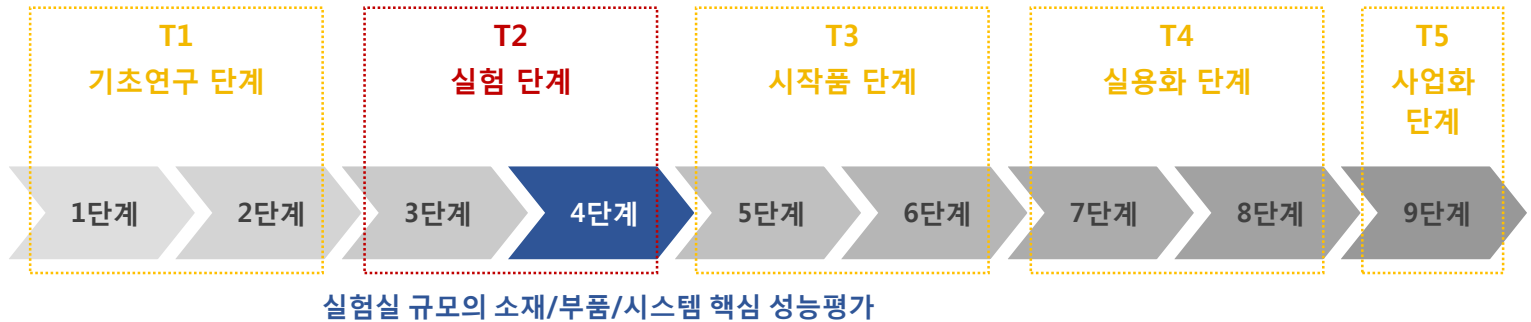 T1
기초연구 단계
T2
실험 단계
T3
시작품 단계
T4
실용화 단계
T5
사업화
단계
1단계
2단계
3단계
4단계
5단계
6단계
7단계
8단계
9단계
실험실 규모의 소재/부품/시스템 핵심 성능평가